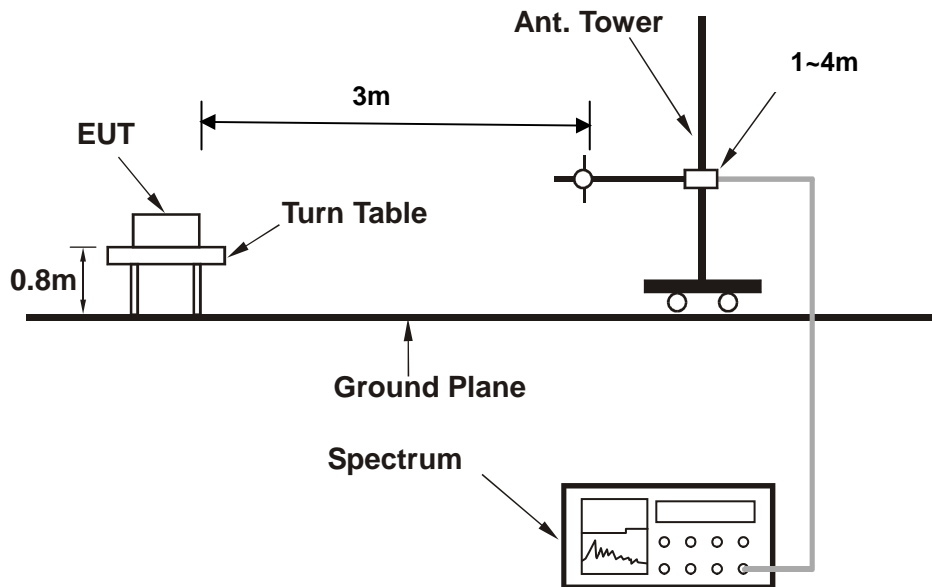 Ant. Tower
1~4m
3m
EUT
Turn Table
0.8m
Ground Plane
Spectrum